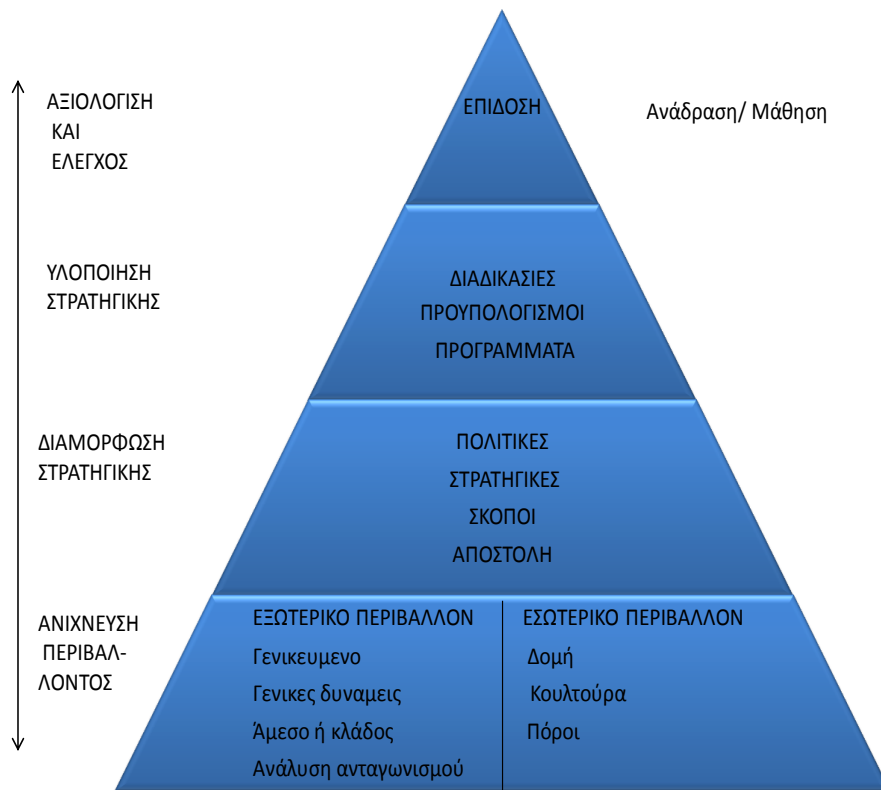 ΑΞΙΟΛΟΓΙΣΗ
ΚΑΙ
ΕΛΕΓΧΟΣ
ΕΠΙΔΟΣΗ
Ανάδραση/ Μάθηση
ΥΛΟΠΟΙΗΣΗ
ΣΤΡΑΤΗΓΙΚΗΣ
ΔΙΑΔΙΚΑΣΙΕΣ
ΠΡΟΥΠΟΛΟΓΙΣΜΟΙ
ΠΡΟΓΡΑΜΜΑΤΑ
ΔΙΑΜΟΡΦΩΣΗ
ΣΤΡΑΤΗΓΙΚΗΣ
ΠΟΛΙΤΙΚΕΣ
ΣΤΡΑΤΗΓΙΚΕΣ
ΣΚΟΠΟΙ
ΑΠΟΣΤΟΛΗ
ΑΝΙΧΝΕΥΣΗ
ΠΕΡΙΒΑΛ-
ΛΟΝΤΟΣ
ΕΞΩΤΕΡΙΚΟ ΠΕΡΙΒΑΛΛΟΝ
Γενικευμενο
Γενικες δυναμεις
Άμεσο ή κλάδος
Ανάλυση ανταγωνισμού
ΕΣΩΤΕΡΙΚΟ ΠΕΡΙΒΑΛΛΟΝ
Δομή
Κουλτούρα
Πόροι